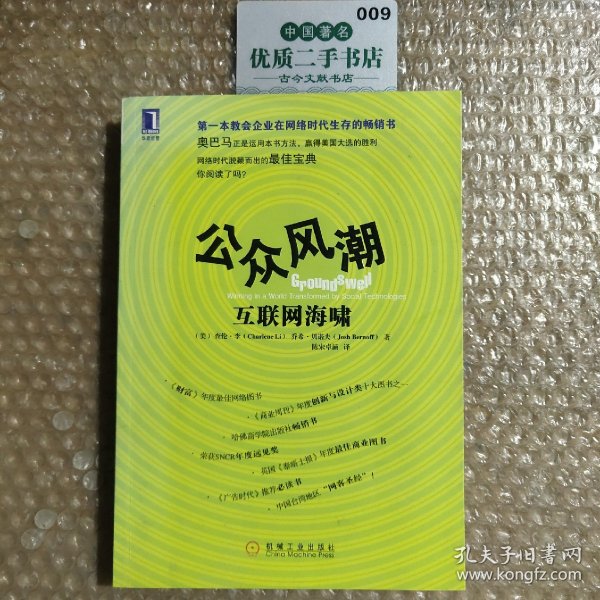 009
中国著名
优质二手书店
古今文献书店
华章经管
第一本教会企业在网络时代生存的畅销书
奥巴马正是运用本书方法，赢得美国大选的胜利
网络时代脱颖而出的最佳宝典
你阅读了吗？
公众风潮
Groundswell
Winning in a World Transformed by Social Technologies
互联网海啸
（美）查伦·李（Charlene Li） 乔希·贝诺夫（Josh Bernoff） 著
陈宋卓涵 译
·《财富》年度最佳网络图书
·《商业周刊》年度创新与设计类十大图书之一
·哈佛商学院出版社畅销书
·荣获SNCR年度远见奖
·英国《泰晤士报》年度最佳商业图书
·《广告时代》推荐必读书
·中国台湾地区“网客圣经”！
机械工业出版社
China Machine Press
孔夫子旧书网
www.kongfz.com